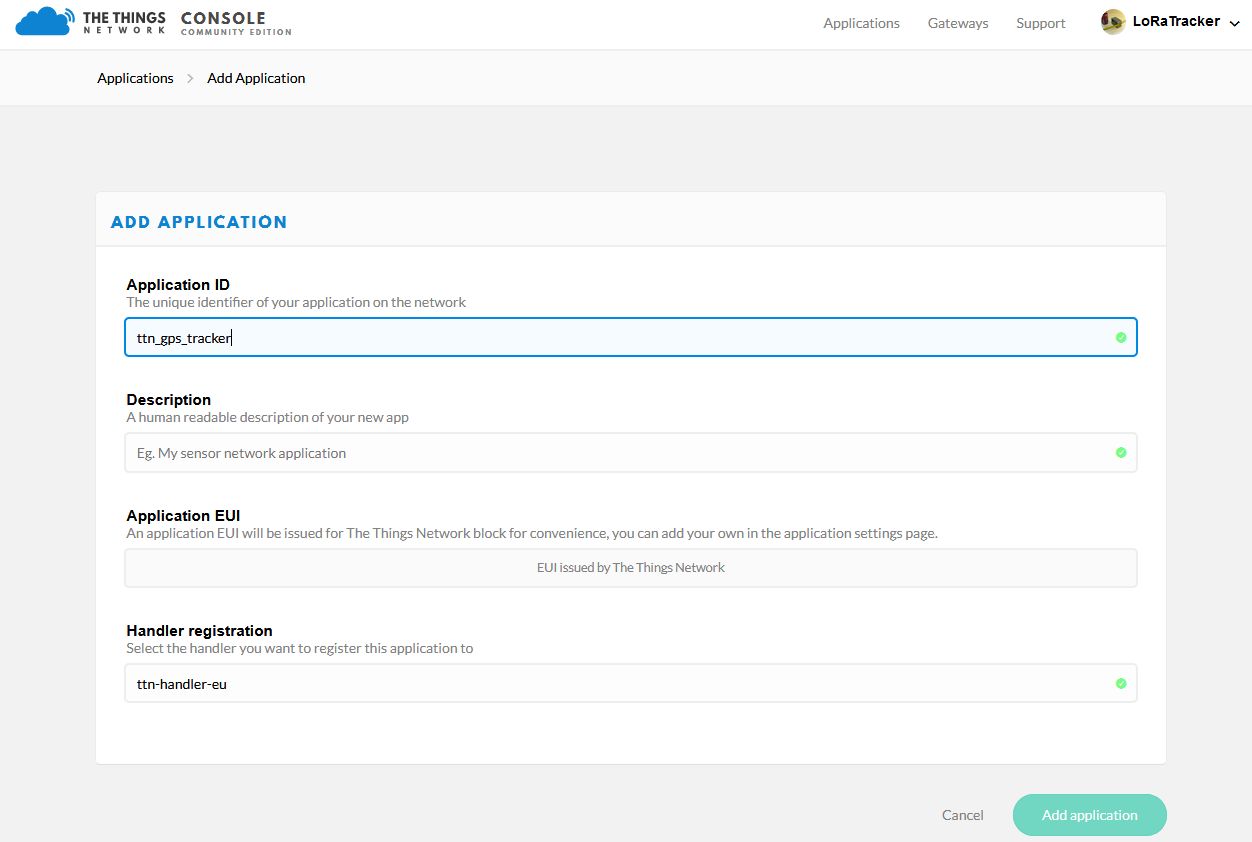 THE THINGS NETWORK CONSOLE COMMUNITY EDITION
Applications Gateways Support LoRaTracker
Applications Add Application
ADD APPLICATION
Application ID
The unique identifier of your application on the network
ttn_gps_tracker
Description
A human readable description of your new app
Eg. My sensor network application
Application EUI
An application EUI will be issued for The Things Network block for convenience, you can add your own in the application settings page.
EUI issued by The Things Network
Handler registration
Select the handler you want to register this application to
ttn-handler-eu
Cancel Add application